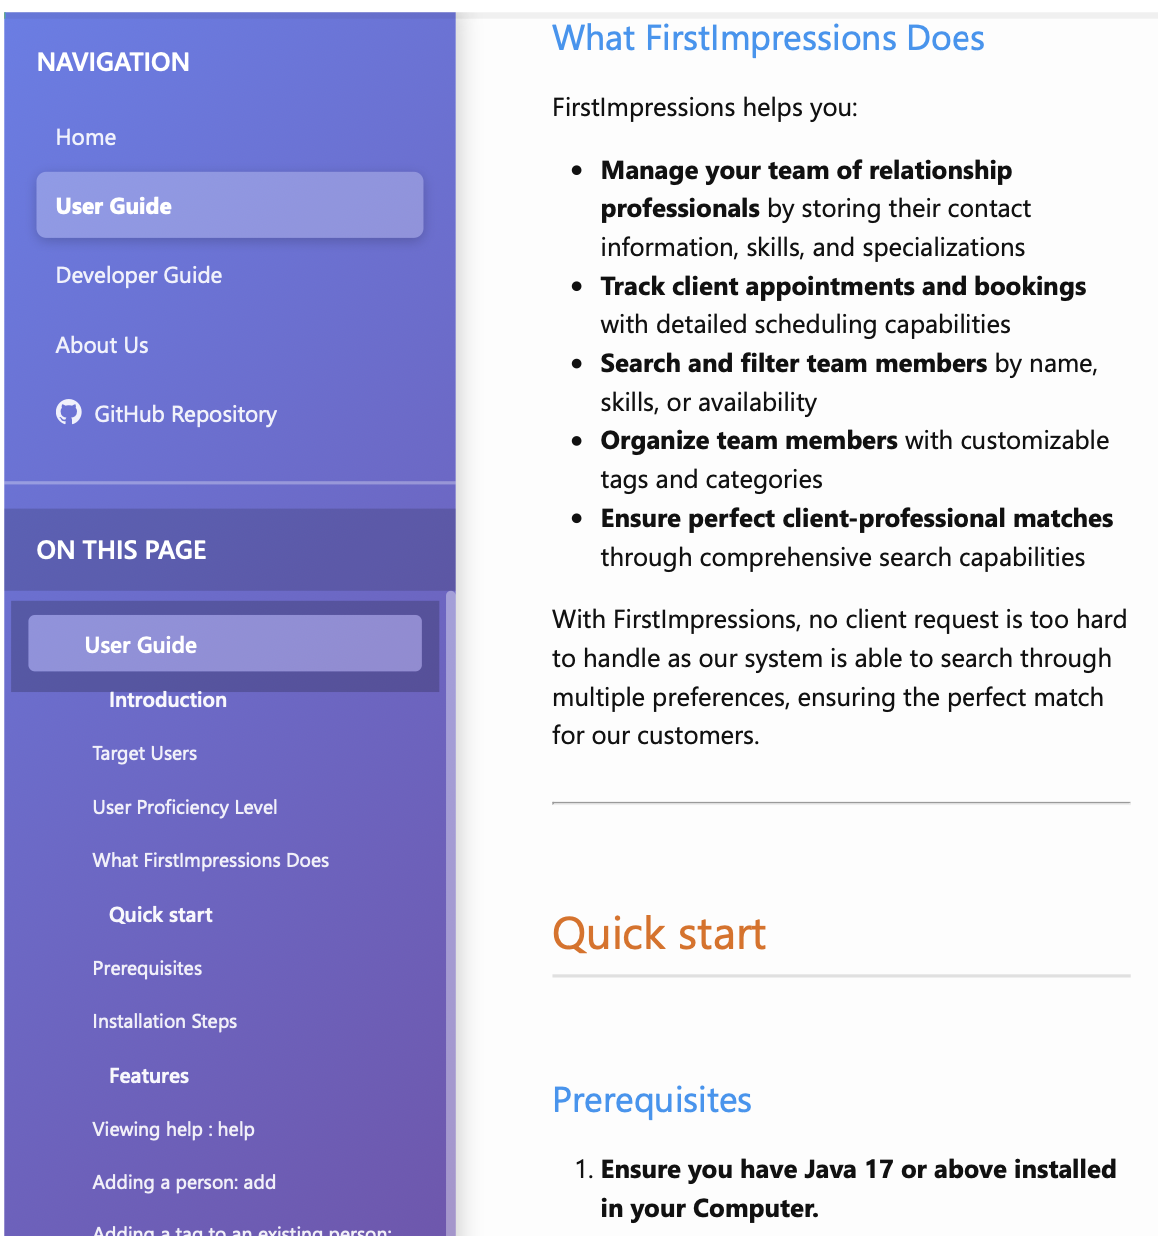 NAVIGATION
Home
User Guide
Developer Guide
About Us
GitHub Repository
ON THIS PAGE
User Guide
Introduction
Target Users
User Proficiency Level
What FirstImpressions Does
Quick start
Prerequisites
Installation Steps
Features
Viewing help : help
Adding a person: add
Adding a tag to an existing person:
What FirstImpressions Does
FirstImpressions helps you:
• Manage your team of relationship
professionals by storing their contact
information, skills, and specializations
• Track client appointments and bookings
with detailed scheduling capabilities
• Search and filter team members by name,
skills, or availability
• Organize team members with customizable
tags and categories
• Ensure perfect client-professional matches
through comprehensive search capabilities
With FirstImpressions, no client request is too hard
to handle as our system is able to search through
multiple preferences, ensuring the perfect match
for our customers.
Quick start
Prerequisites
1. Ensure you have Java 17 or above installed
in your Computer.